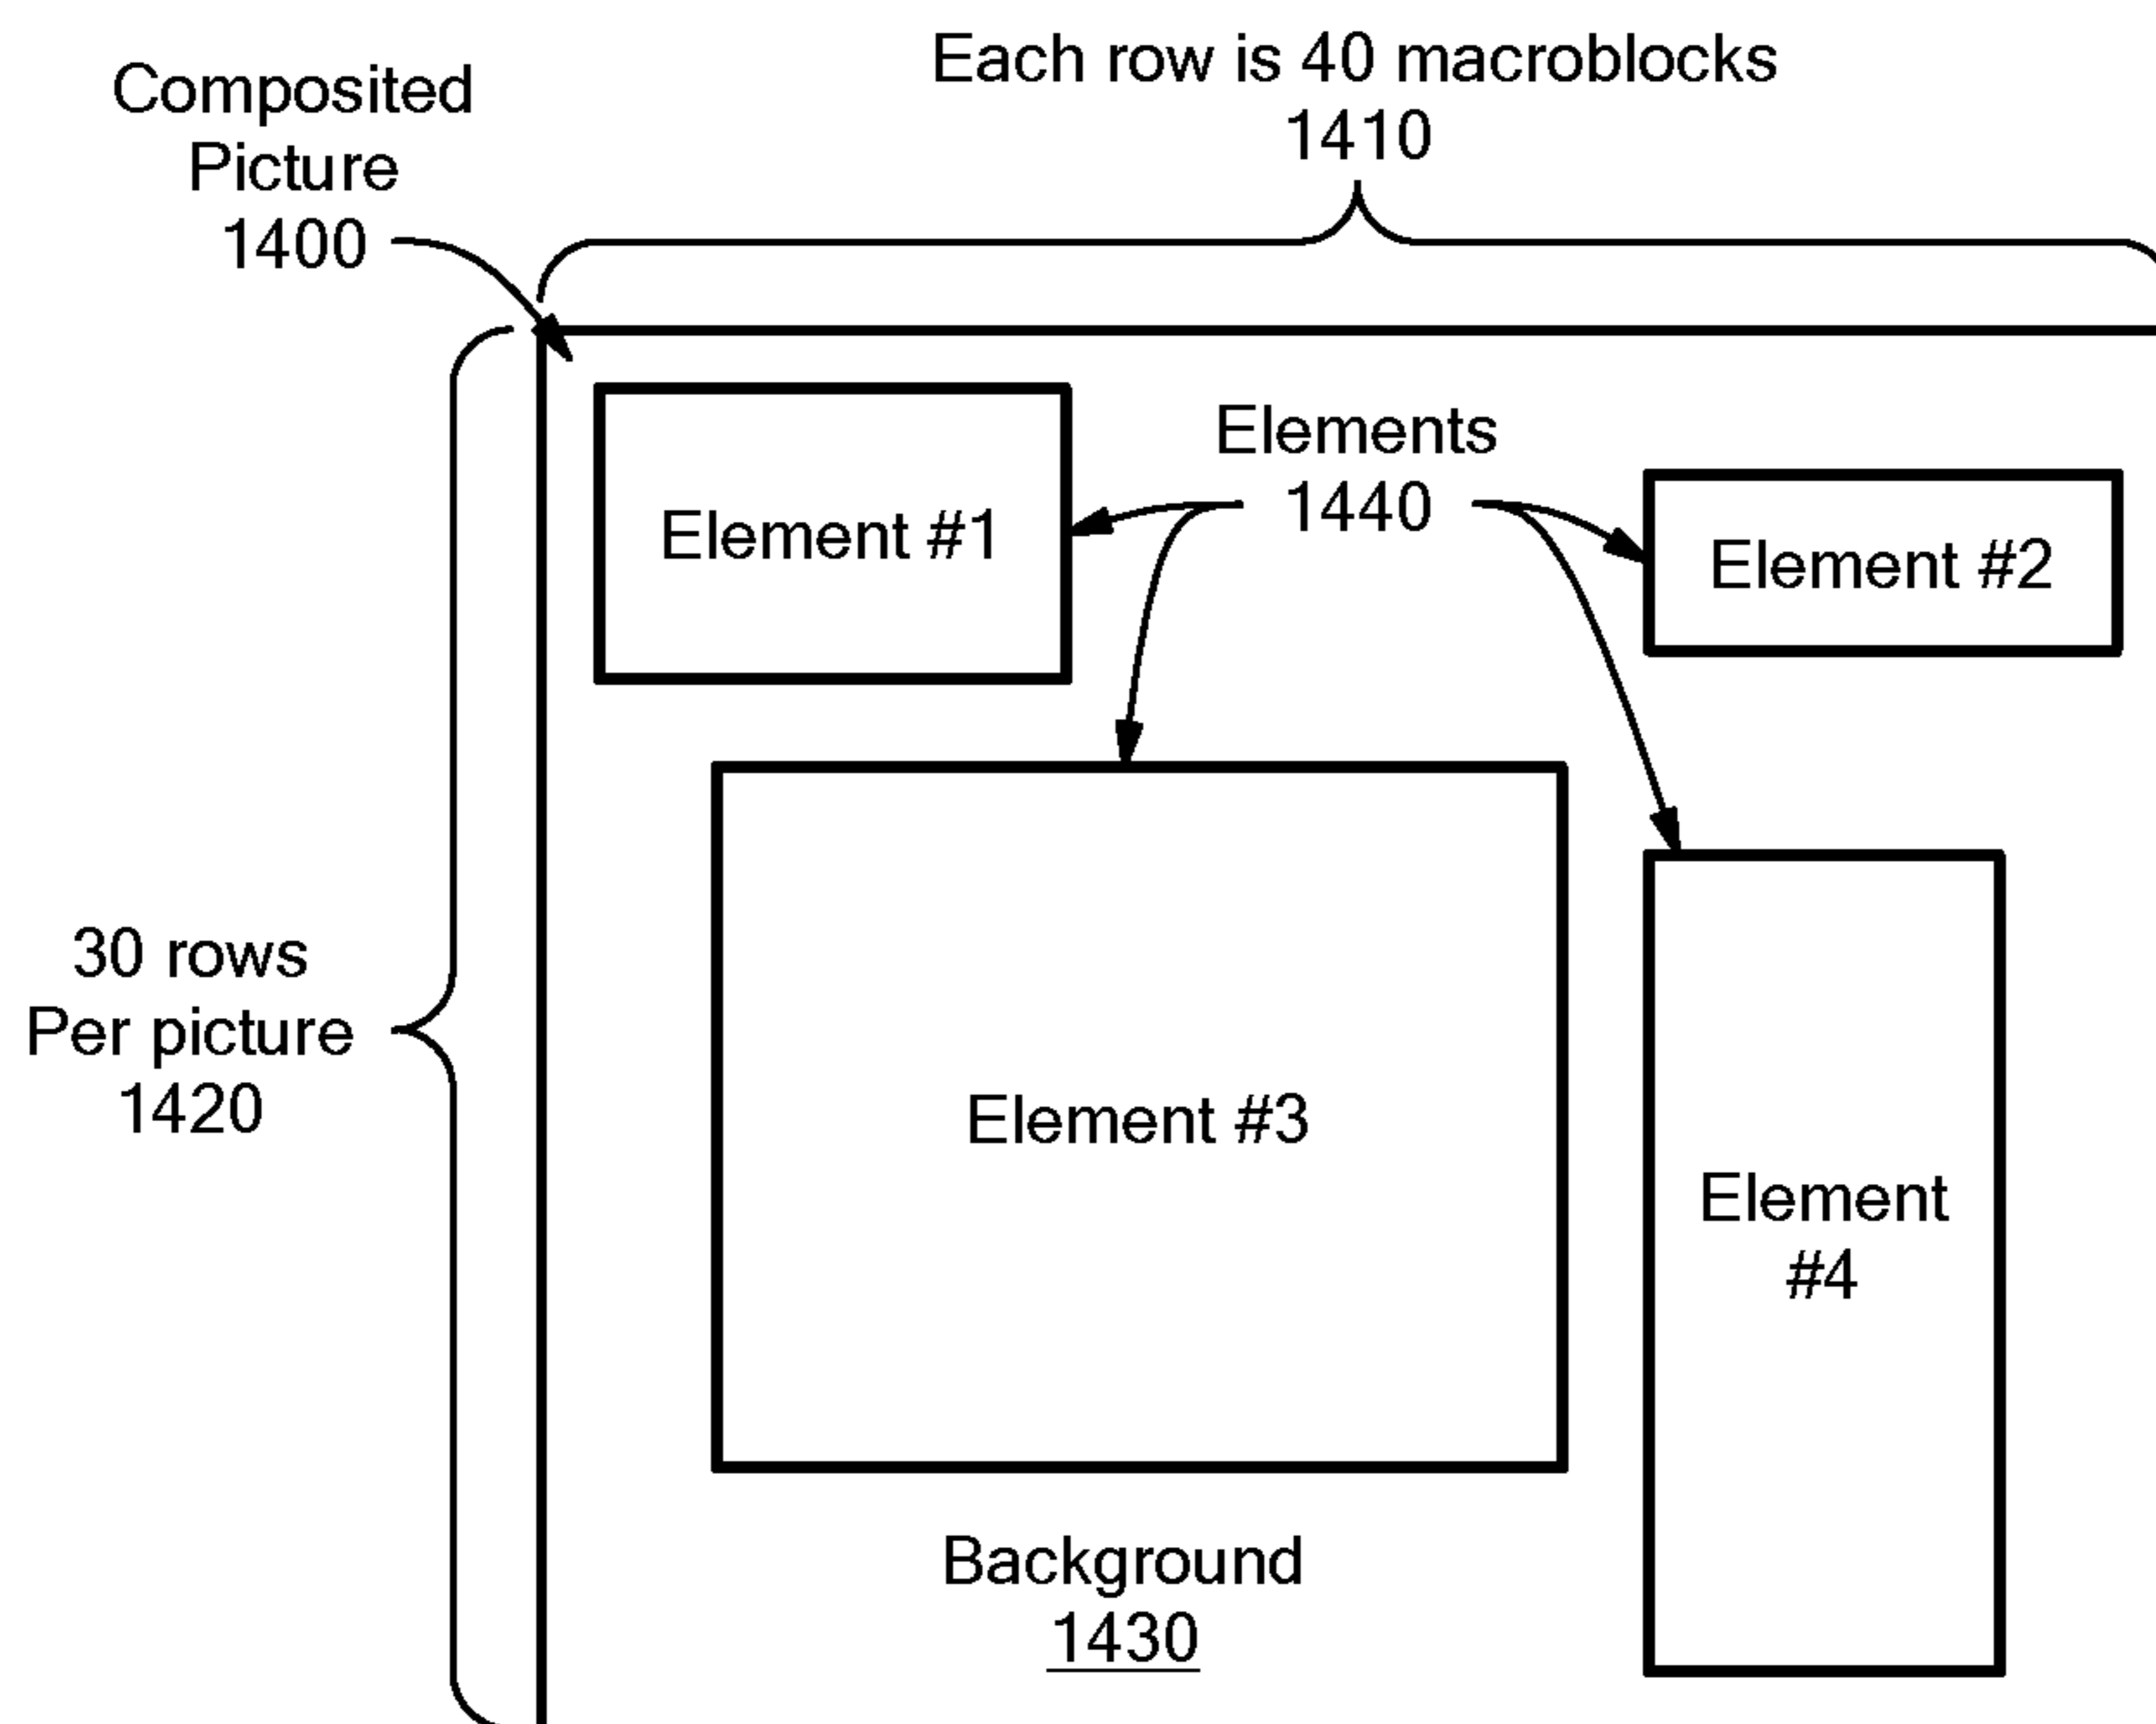 Each row is 40 macroblocks
1410
Composited
Picture
1400
Elements
1440
Element #1
Element #2
30 rows
Per picture
1420
Element #3
Element
#4
Background
1430